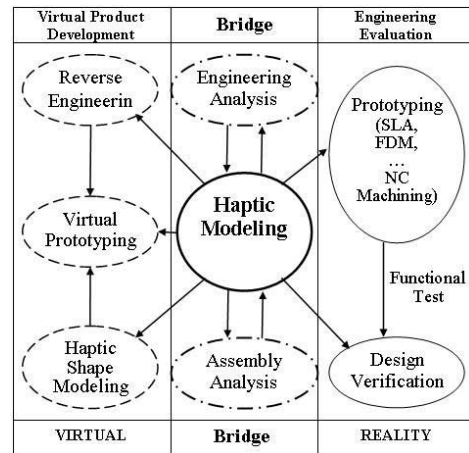 Virtual Product
Development
Bridge
Engineering
Evaluation
Reverse
Engineerin
Engineering
Analysis
Prototyping
(SLA,
FDM,
...
NC
Machining)
Virtual
Prototyping
Haptic
Modeling
Functional
Test
Haptic
Shape
Modeling
Assembly
Analysis
Design
Verification
VIRTUAL
Bridge
REALITY